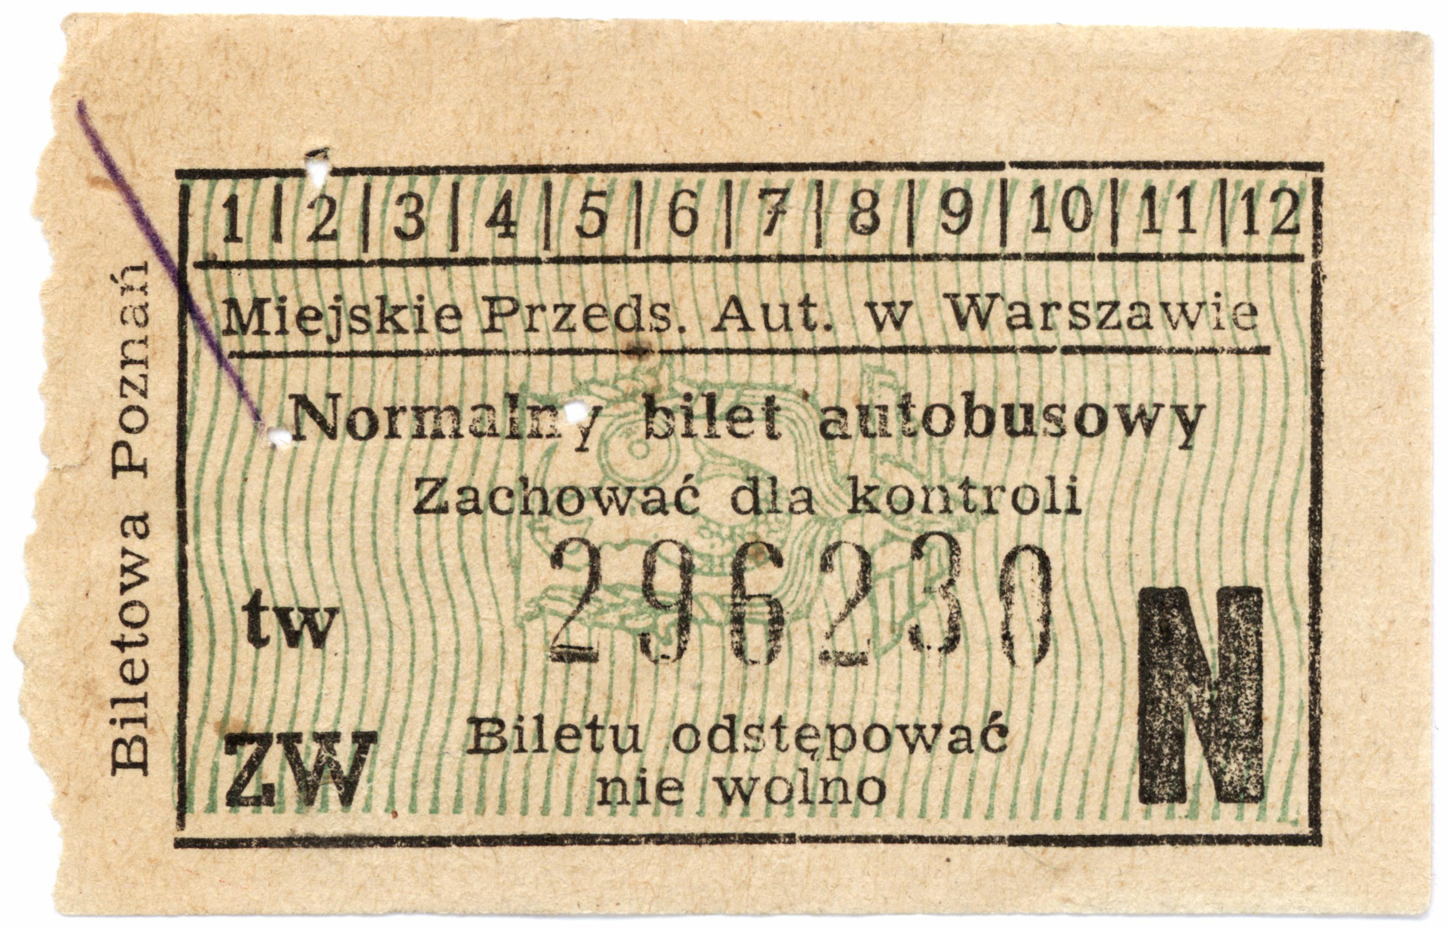 1|2|3|4|5|6|7|8|9|10|11|12
Miejskie Przeds. Aut. w Warszawie
Normalny bilet autobusowy
Zachować dla kontroli
296230
tw
N
zw
Biletu odstępować
nie wolno
Biletowa Poznań